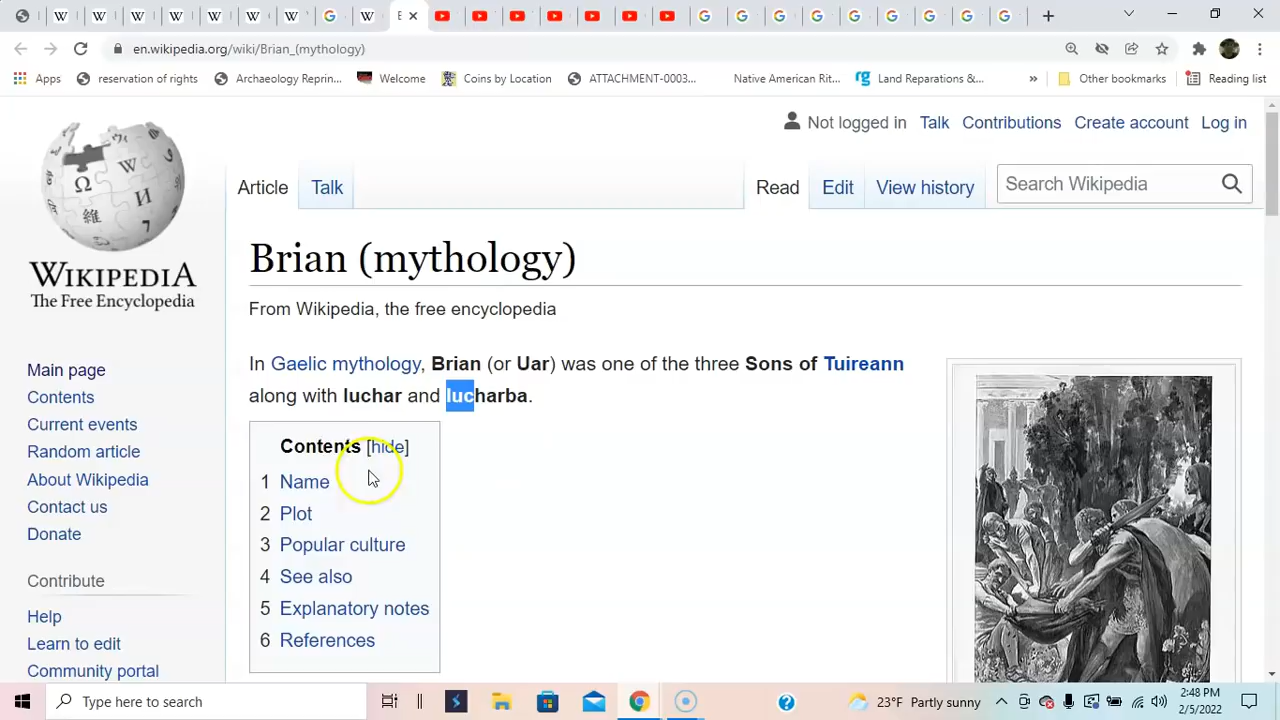 E
en.wikipedia.org/wiki/Brian_(mythology)
Apps reservation of rights Archaeology Reprin... Welcome Coins by Location ATTACHMENT-0003... Native American Rit... Land Reparations &... » Other bookmarks Reading list
Not logged in Talk Contributions Create account Log in
Article Talk Read Edit View history Search Wikipedia
WIKIPEDIA
The Free Encyclopedia
Main page
Contents
Current events
Random article
About Wikipedia
Contact us
Donate
Contribute
Help
Learn to edit
Community portal
Brian (mythology)
From Wikipedia, the free encyclopedia
In Gaelic mythology, Brian (or Uar) was one of the three Sons of Tuireann
along with Iuchar and Iucharba.
Contents [hide]
1 Name
2 Plot
3 Popular culture
4 See also
5 Explanatory notes
6 References
Type here to search
23°F Partly sunny
2:48 PM
2/5/2022